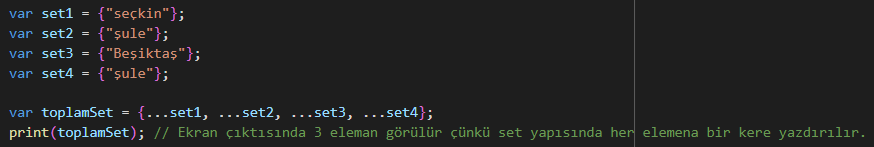 var set1 = {"seçkin"};
var set2 = {"şule"};
var set3 = {"Beşiktaş"};
var set4 = {"şule"};
var toplamSet = {...set1, ...set2, ...set3, ...set4};
print(toplamSet); // Ekran çıktısında 3 eleman görülür çünkü set yapısında her elemena bir kere yazdırılır.